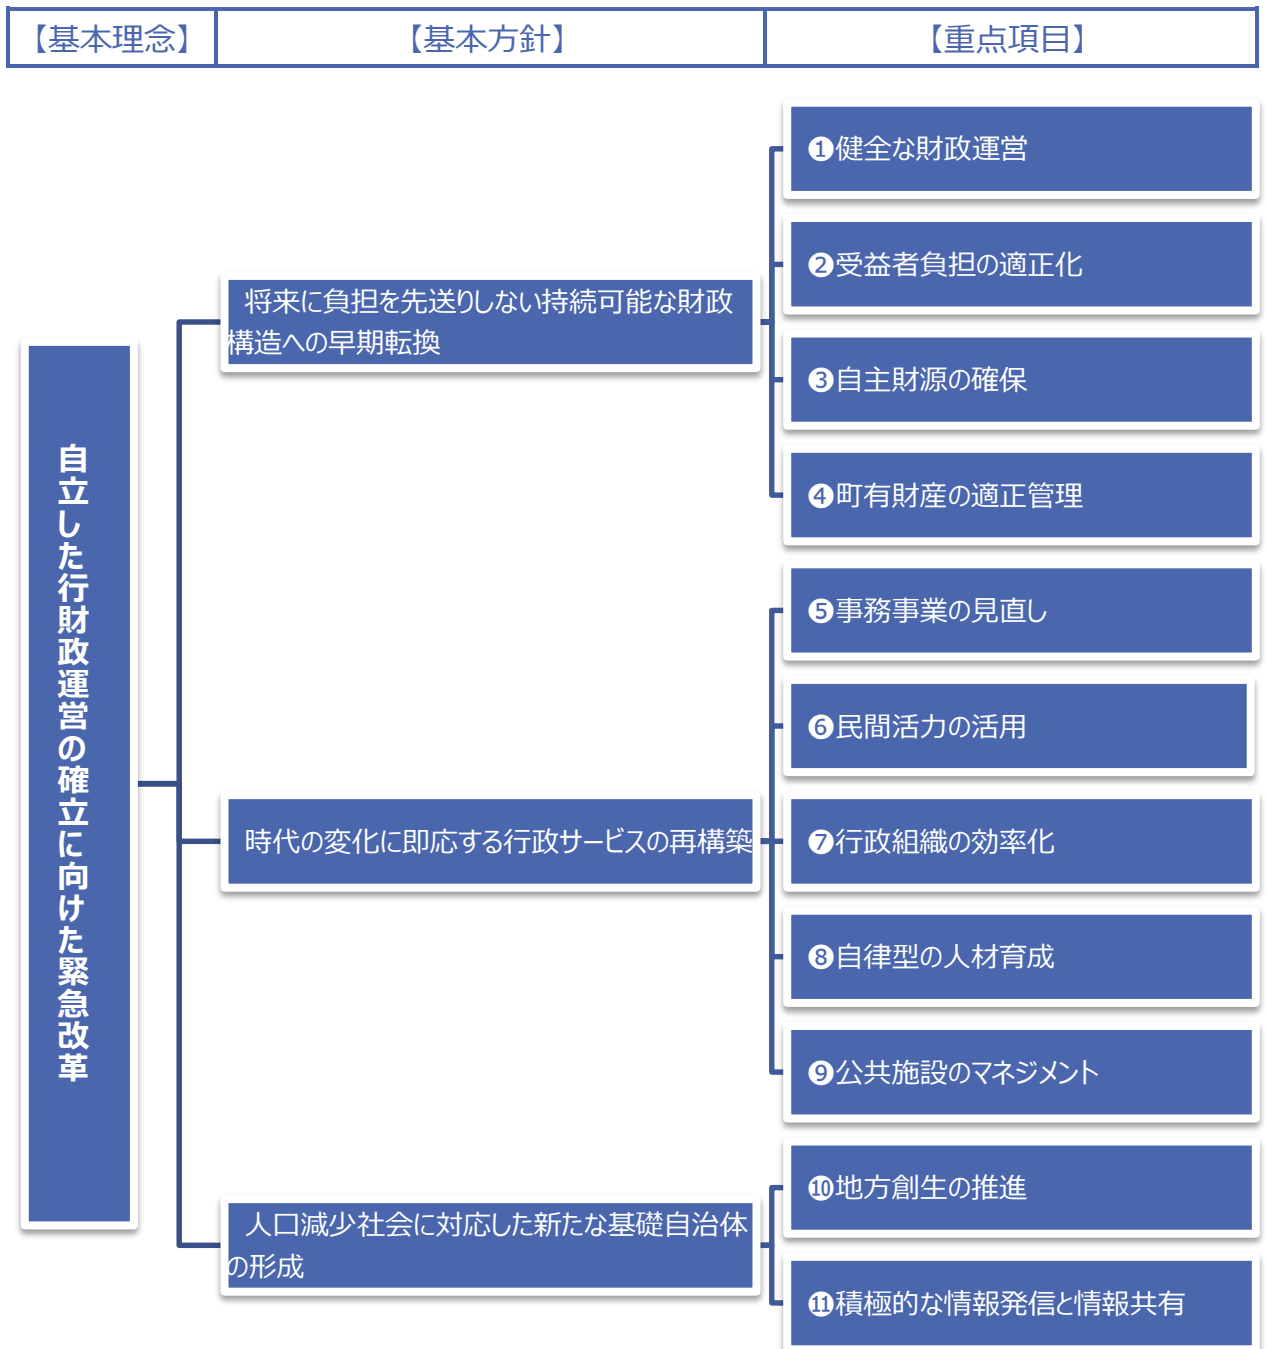 【基本理念】
【基本方針】
【重点項目】
自立した行財政運営の確立に向けた緊急改革
将来に負担を先送りしない持続可能な財政
構造への早期転換
❶健全な財政運営
❷受益者負担の適正化
❸自主財源の確保
❹町有財産の適正管理
時代の変化に即応する行政サービスの再構築
❺事務事業の見直し
❻民間活力の活用
❼行政組織の効率化
❽自律型の人材育成
❾公共施設のマネジメント
人口減少社会に対応した新たな基礎自治体
の形成
❿地方創生の推進
⓫積極的な情報発信と情報共有